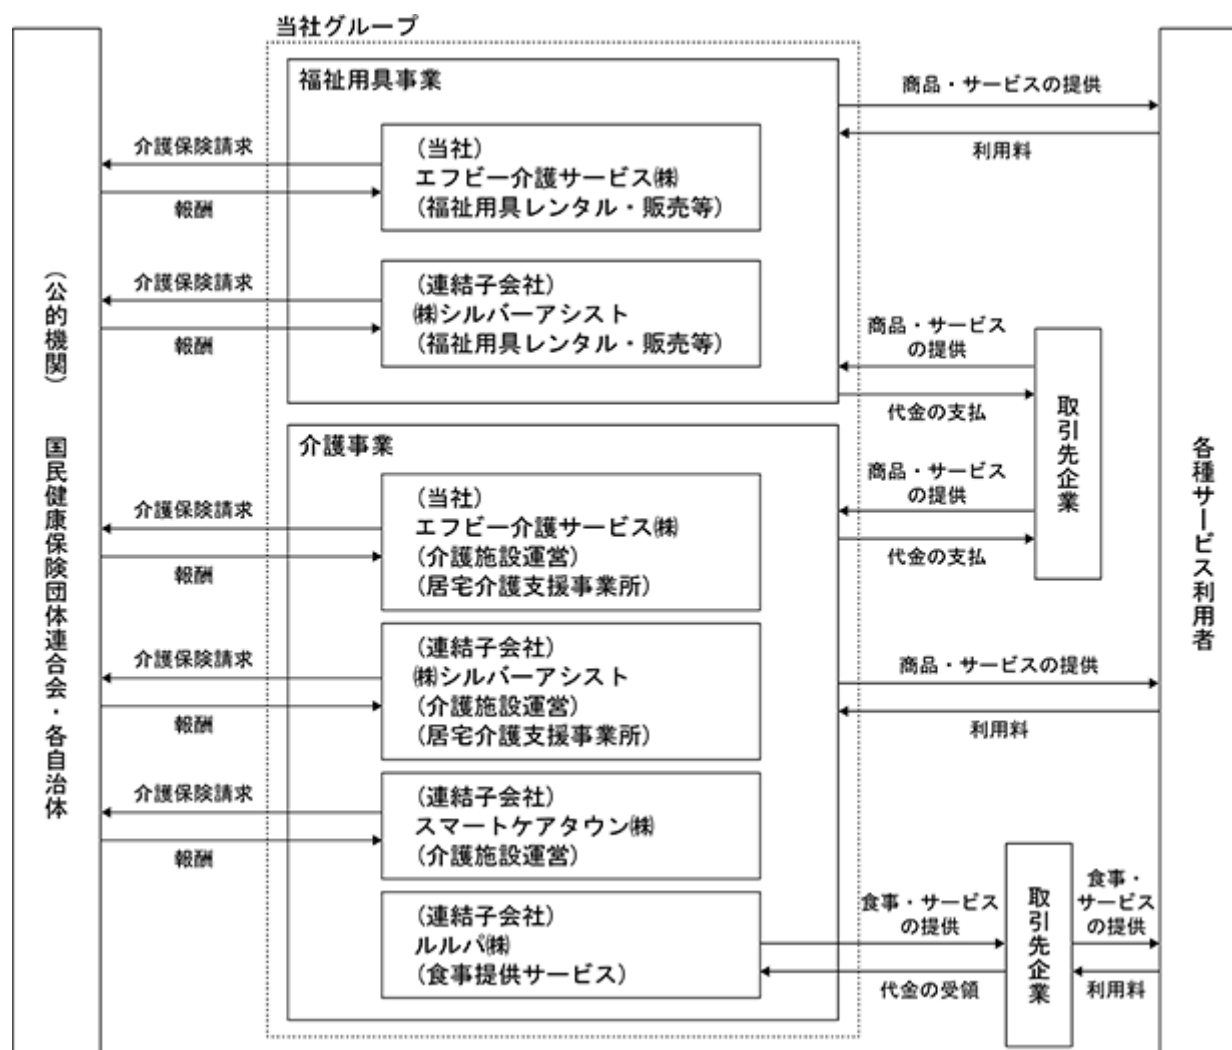 当社グループ
福祉用具事業
(当社)
エフビー介護サービス㈱
(福祉用具レンタル・販売等)
(連結子会社)
㈱シルバーアシスト
(福祉用具レンタル・販売等)
介護事業
(当社)
エフビー介護サービス㈱
(介護施設運営)
(居宅介護支援事業所)
(連結子会社)
㈱シルバーアシスト
(介護施設運営)
(居宅介護支援事業所)
(連結子会社)
スマートケアタウン㈱
(介護施設運営)
(連結子会社)
ルルパ㈱
(食事提供サービス)
(公的機関) 国民健康保険団体連合会・各自治体
介護保険請求
報酬
介護保険請求
報酬
介護保険請求
報酬
介護保険請求
報酬
介護保険請求
報酬
商品・サービスの提供
利用料
商品・サービス
の提供
代金の支払
商品・サービス
の提供
代金の支払
取引先企業
商品・サービスの提供
利用料
食事・サービス
の提供
代金の受領
取引先企業
食事・
サービス
の提供
利用料
各種サービス利用者